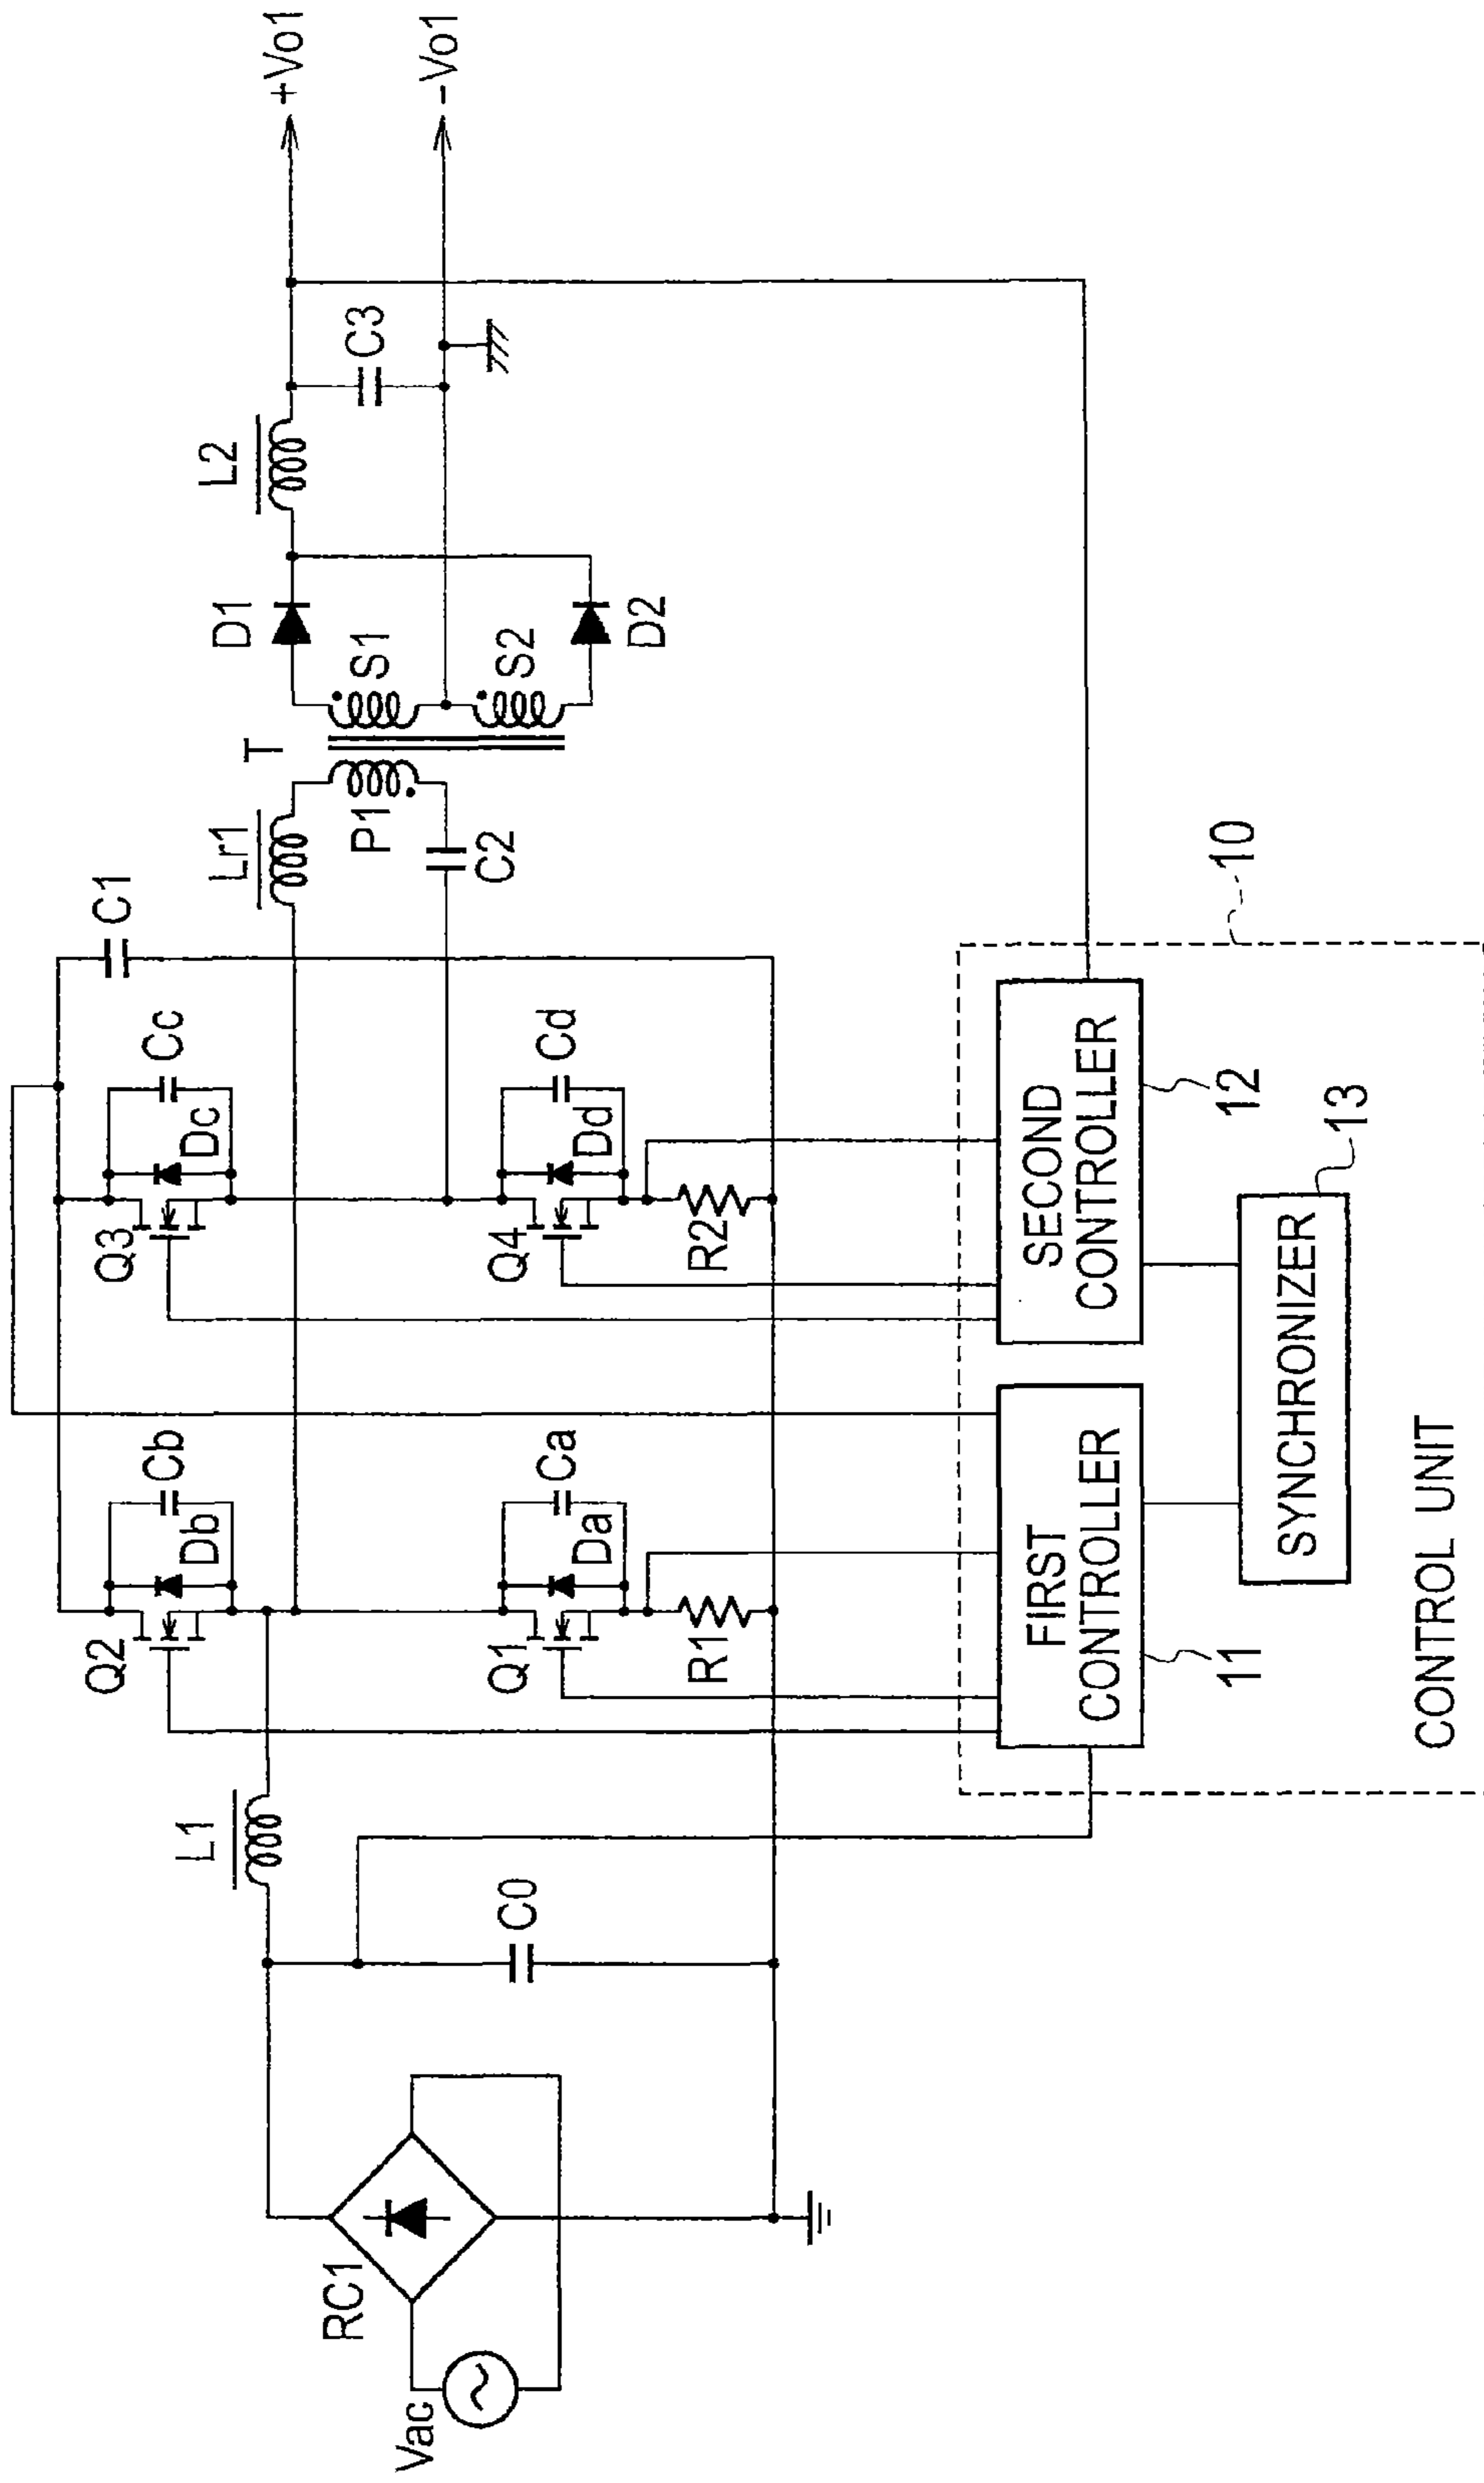 Vac
RC1
C0
L1
Q2
Db
Cb
Q1
Da
Ca
R1
Q3
Dc
Cc
Q4
Dd
Cd
R2
C1
Lr1
C2
T
P1
S1
S2
D1
D2
L2
C3
+Vo1
-Vo1
FIRST
CONTROLLER
11
SECOND
CONTROLLER
12
SYNCHRONIZER
13
10
CONTROL UNIT